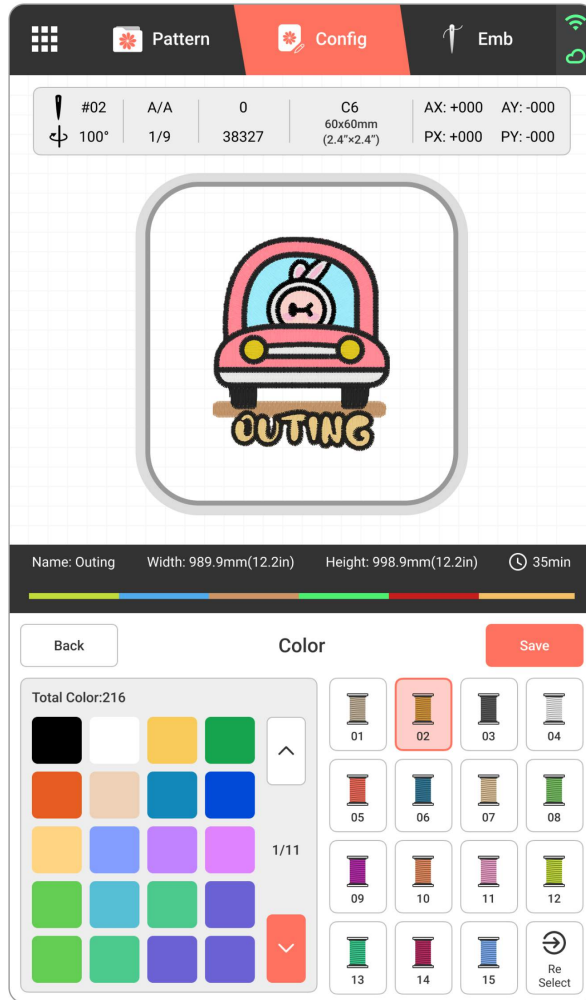 Pattern
Config
Emb
#02 A/A 0 C6 AX: +000 AY: -000
60x60mm
100° 1/9 38327 (2.4"×2.4") PX: +000 PY: -000
OUTING
Name: Outing Width: 989.9mm(12.2in) Height: 998.9mm(12.2in) 35min
Back
Color
Save
Total Color:216
1/11
01 02 03 04
05 06 07 08
09 10 11 12
13 14 15 Re
Select